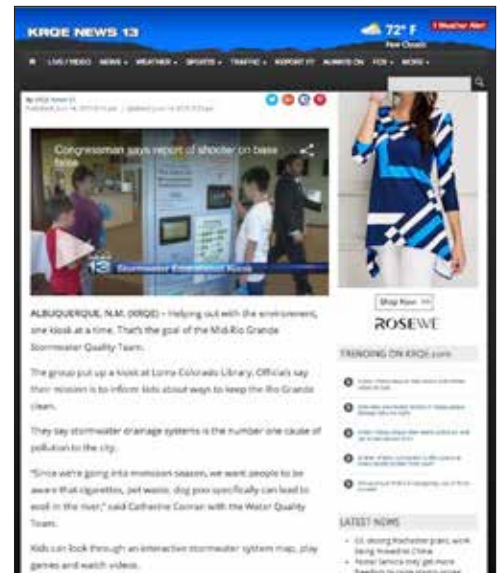 KRQE NEWS 13
72° F
Weather Alert
Few Clouds
LIVE / VIDEO NEWS WEATHER SPORTS TRAFFIC REPORT IT ALWAYS ON FOX MORE
Congressman says report of shooter on base
false
13 Stormwater Educational Kiosk
ALBUQUERQUE, N.M. (KRQE) – Helping out with the environment,
one kiosk at a time. That's the goal of the Mid-Rio Grande
Stormwater Quality Team.
The group put up a kiosk at Loma Colorado Library. Officials say
their mission is to inform kids about ways to keep the Rio Grande
clean.
They say stormwater drainage systems is the number one cause of
pollution to the city.
"Since we're going into monsoon season, we want people to be
aware that cigarettes, pet waste, dog poo specifically can lead to
ecoli in the river," said Catherine Conran with the Water Quality
Team.
Kids can look through an interactive stormwater system map, play
games and watch videos.
Shop Now >>
ROSEWE
TRENDING ON KRQE.com
LATEST NEWS